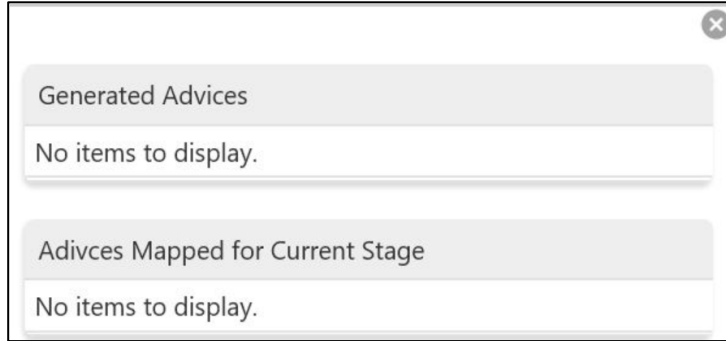 Generated Advices
No items to display.
Adivces Mapped for Current Stage
No items to display.